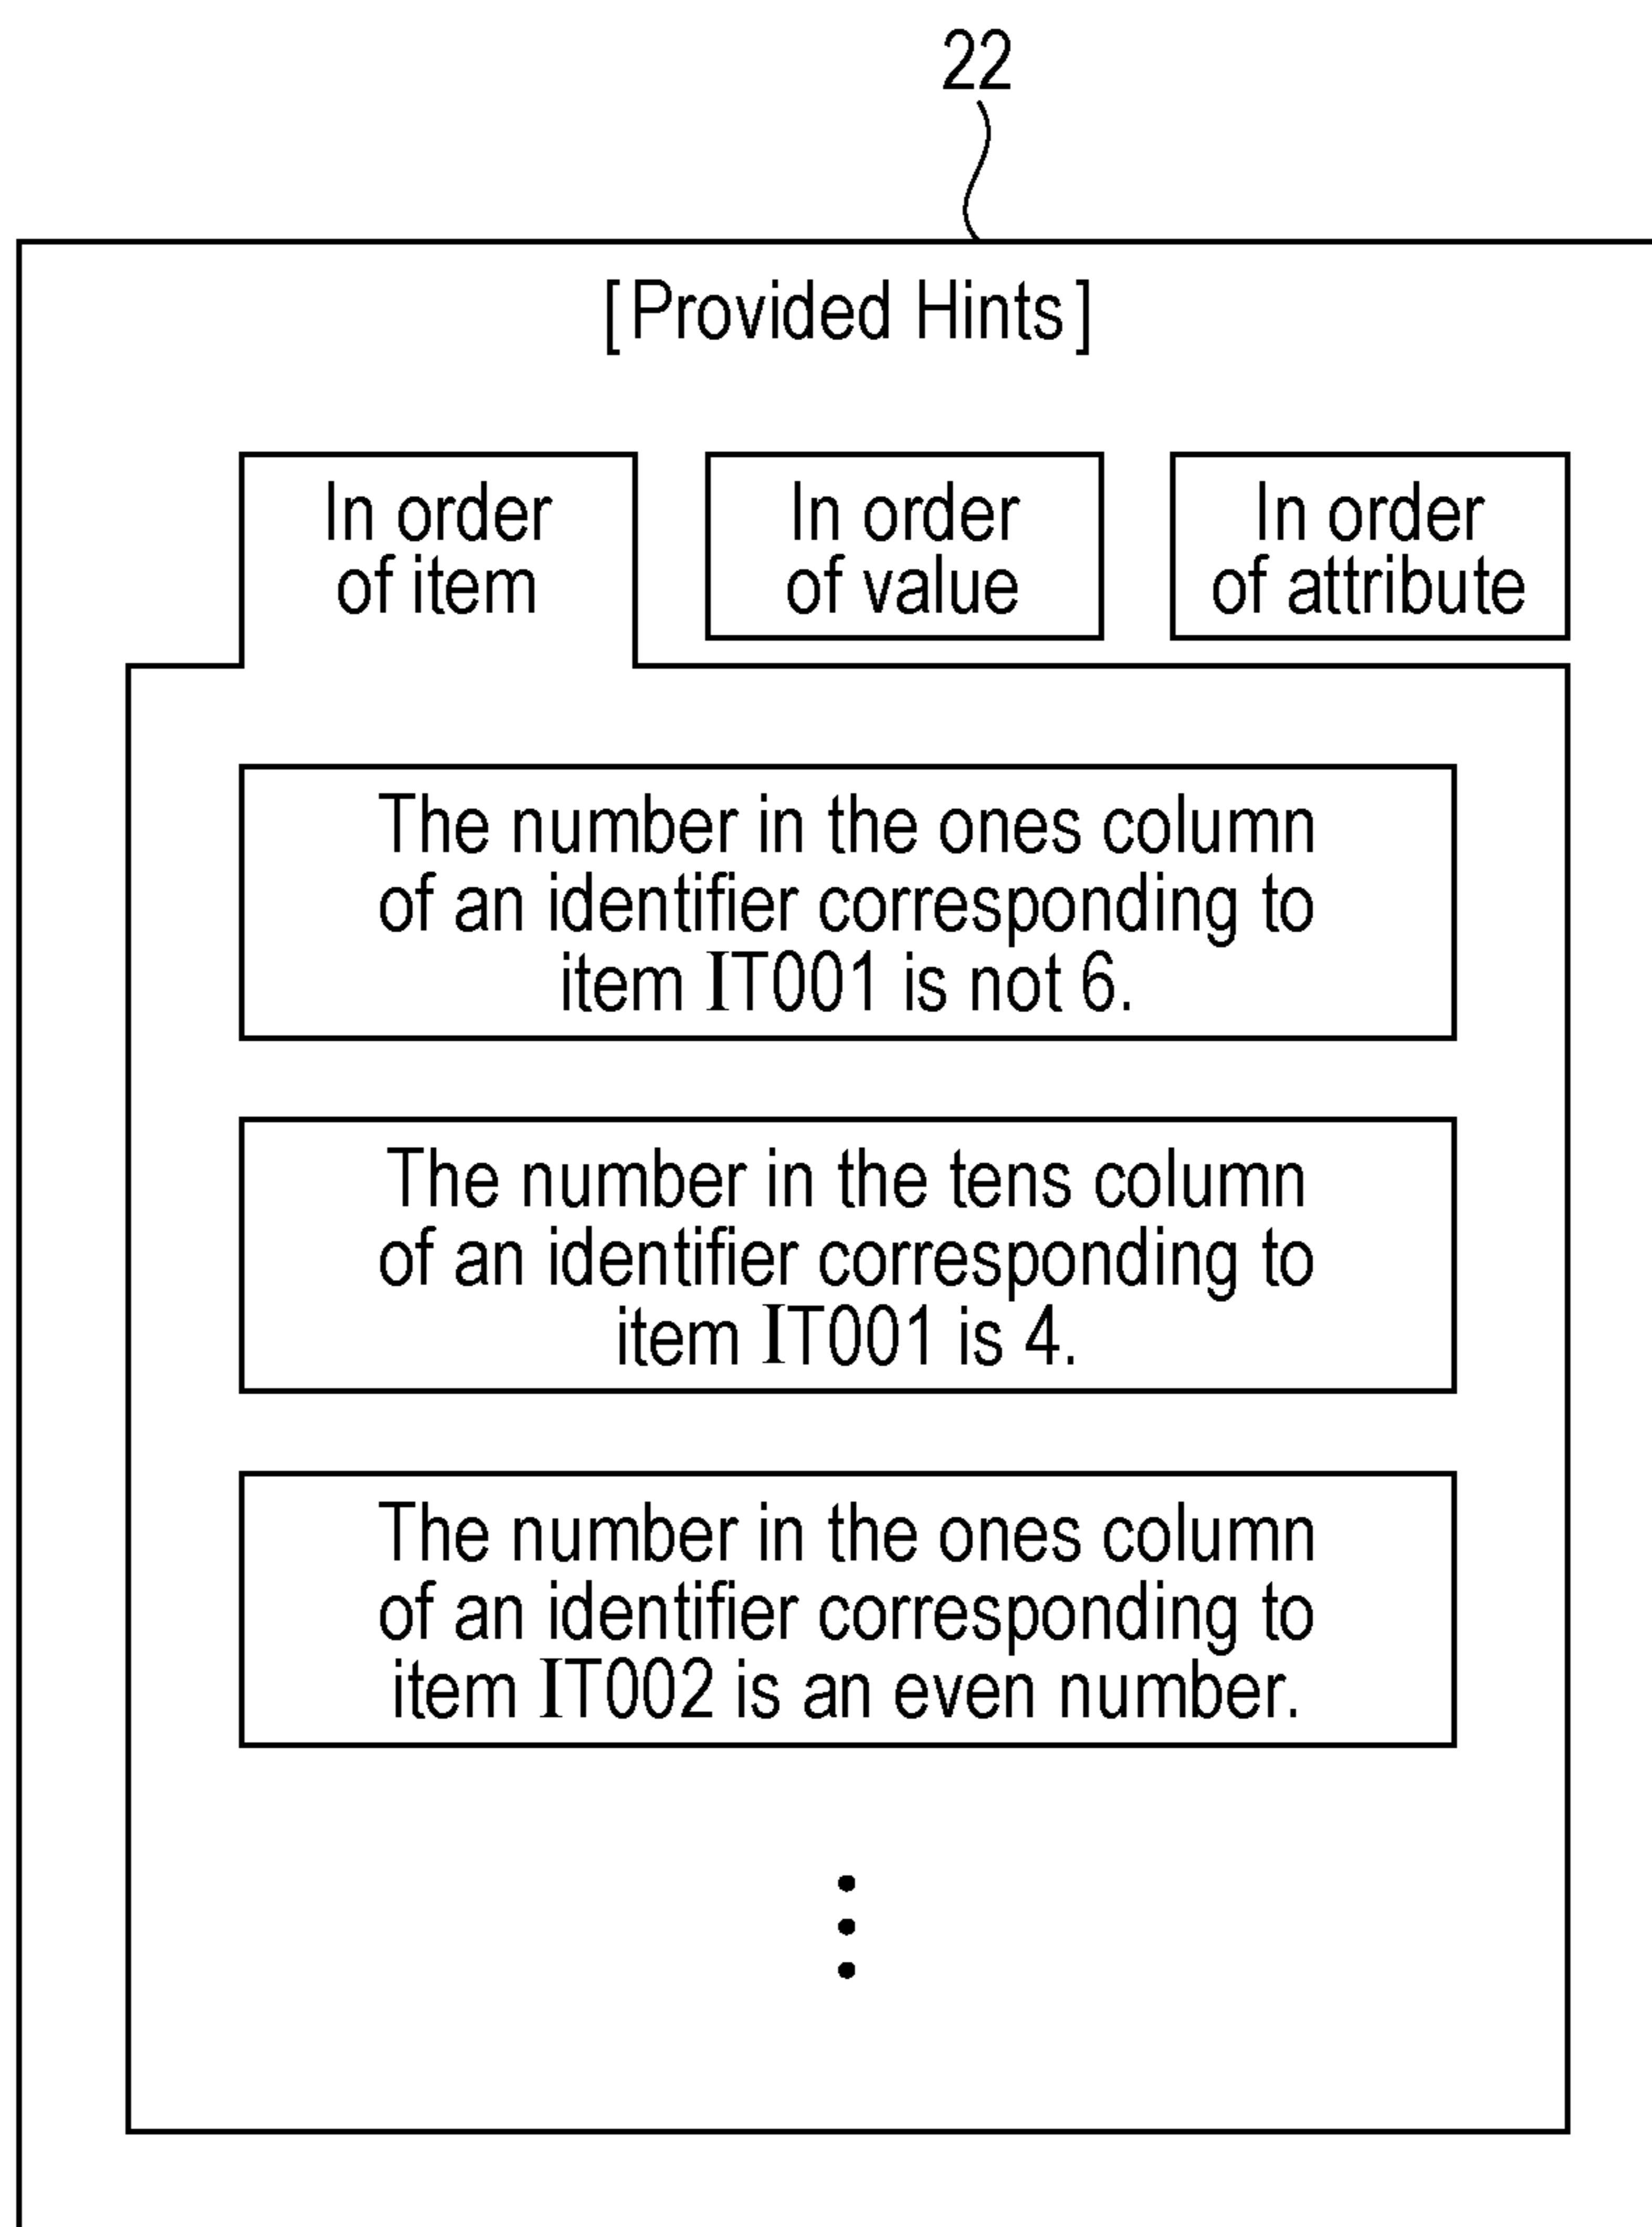 22
[Provided Hints]
In order
of item
In order
of value
In order
of attribute
The number in the ones column
of an identifier corresponding to
item IT001 is not 6.
The number in the tens column
of an identifier corresponding to
item IT001 is 4.
The number in the ones column
of an identifier corresponding to
item IT002 is an even number.